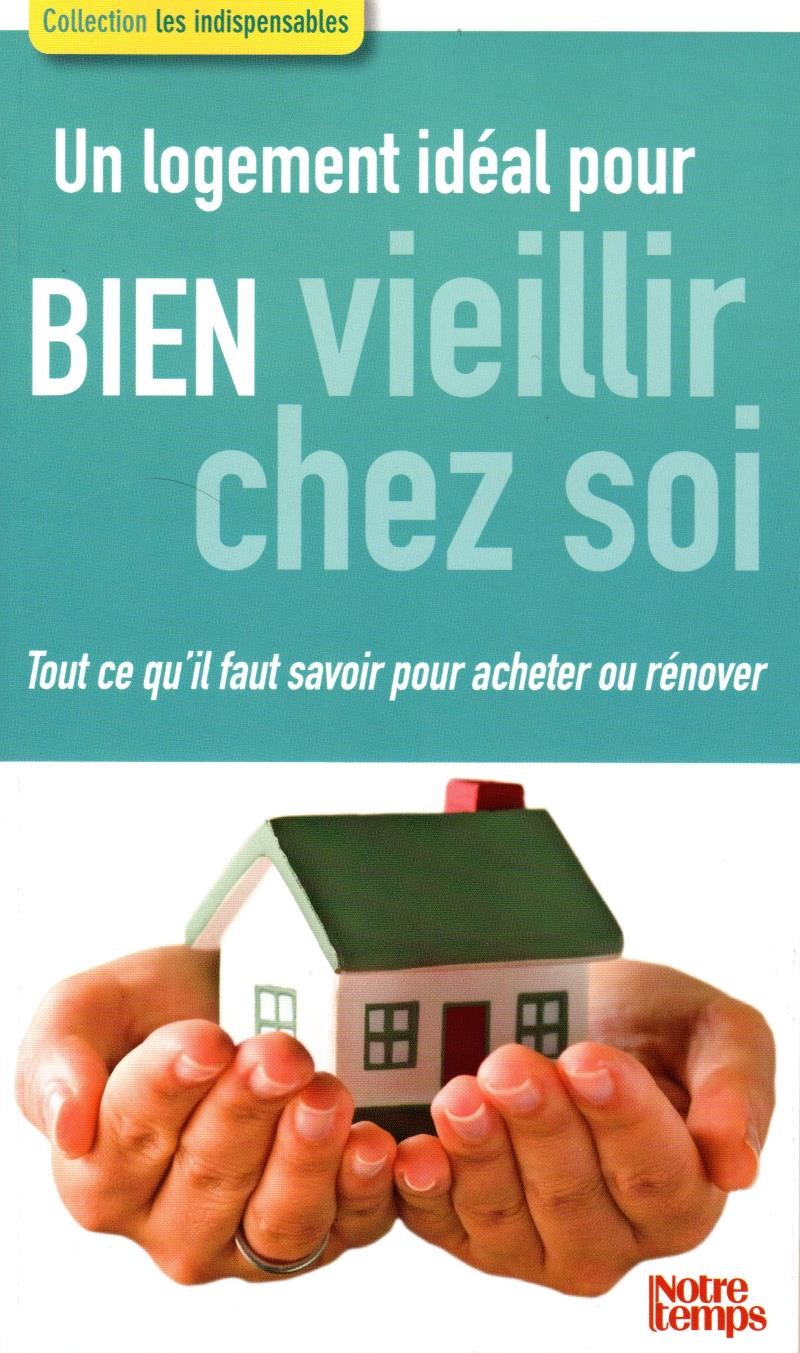 Collection les indispensables
Un logement idéal pour
BIEN vieillir
chez soi
Tout ce qu'il faut savoir pour acheter ou rénover
Notre
temps